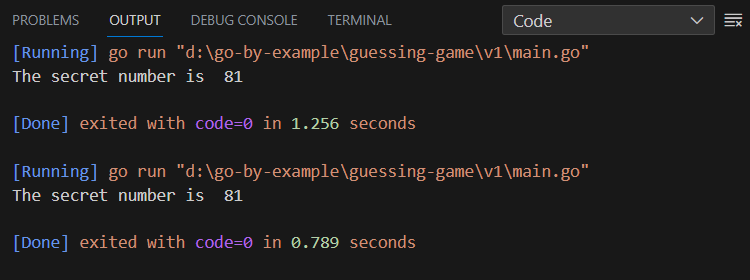 PROBLEMS OUTPUT DEBUG CONSOLE TERMINAL Code
[Running] go run "d:\go-by-example\guessing-game\v1\main.go"
The secret number is  81
[Done] exited with code=0 in 1.256 seconds
[Running] go run "d:\go-by-example\guessing-game\v1\main.go"
The secret number is  81
[Done] exited with code=0 in 0.789 seconds